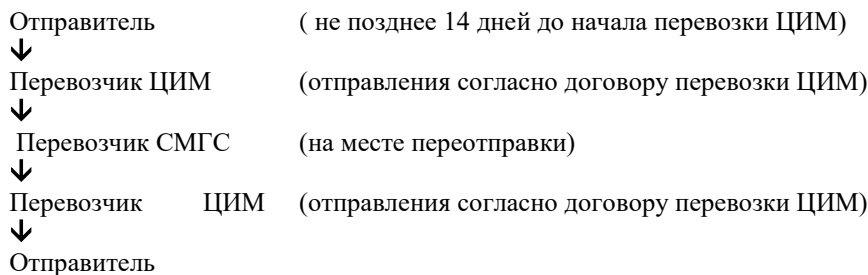 Отправитель ( не позднее 14 дней до начала перевозки ЦИМ)
🡻
Перевозчик ЦИМ (отправления согласно договору перевозки ЦИМ)
🡻
Перевозчик СМГС (на месте переотправки)
🡻
Перевозчик ЦИМ (отправления согласно договору перевозки ЦИМ)
🡻
Отправитель